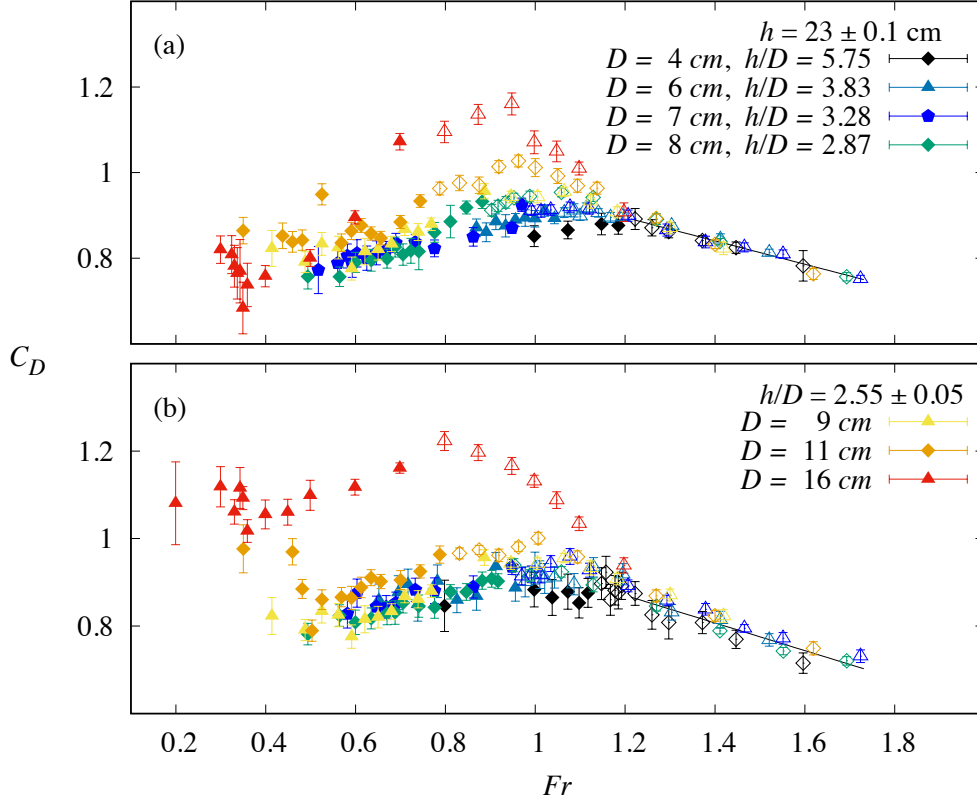 (a)
h = 23 ± 0.1 cm
D = 4 cm, h/D = 5.75
D = 6 cm, h/D = 3.83
D = 7 cm, h/D = 3.28
D = 8 cm, h/D = 2.87
1.2
1
0.8
C_D
(b)
h/D = 2.55 ± 0.05
D = 9 cm
D = 11 cm
D = 16 cm
1.2
1
0.8
0.2 0.4 0.6 0.8 1 1.2 1.4 1.6 1.8
Fr